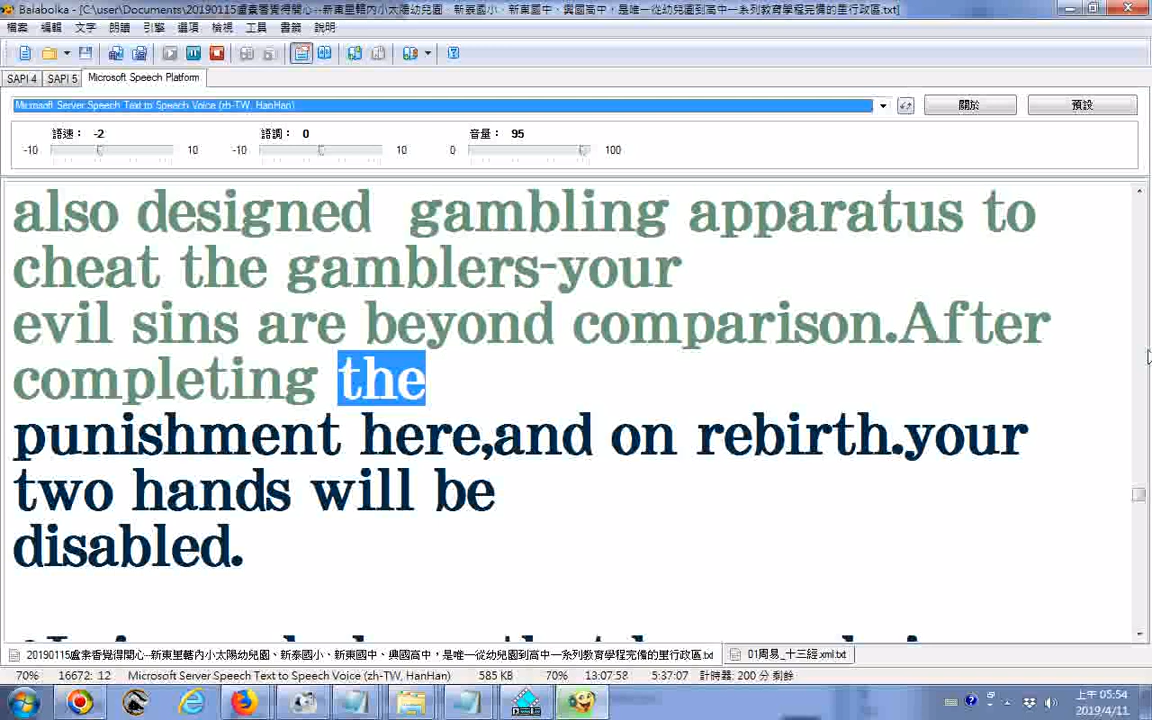 Balabolka - [C:\user\Documents\20190115盧紫香覺得開心--新東里轄內小太陽幼兒園、新泰國小、新東國中、興國高中，是唯一從幼兒園到高中一系列教育學程完備的里行政區.txt]
檔案 編輯 文字 朗讀 引擎 選項 檢視 工具 書籤 說明
SAPI 4 SAPI 5 Microsoft Speech Platform
Microsoft Server Speech Text to Speech Voice (zh-TW, HanHan) 關於 預設
語速： -2 語調： 0 音量： 95
-10 10 -10 10 0 100
also designed  gambling apparatus to
cheat the gamblers-your
evil sins are beyond comparison.After
completing the
punishment here,and on rebirth.your
two hands will be
disabled.
20190115盧紫香覺得開心--新東里轄內小太陽幼兒園、新泰國小、新東國中、興國高中，是唯一從幼兒園到高中一系列教育學程完備的里行政區.txt 01周易_十三經.xml.txt
70% 16672: 12 Microsoft Server Speech Text to Speech Voice (zh-TW, HanHan) 585 KB 70% 13:07:58 5:37:07 計時器: 200 分 剩餘
上午 05:54
2019/4/11